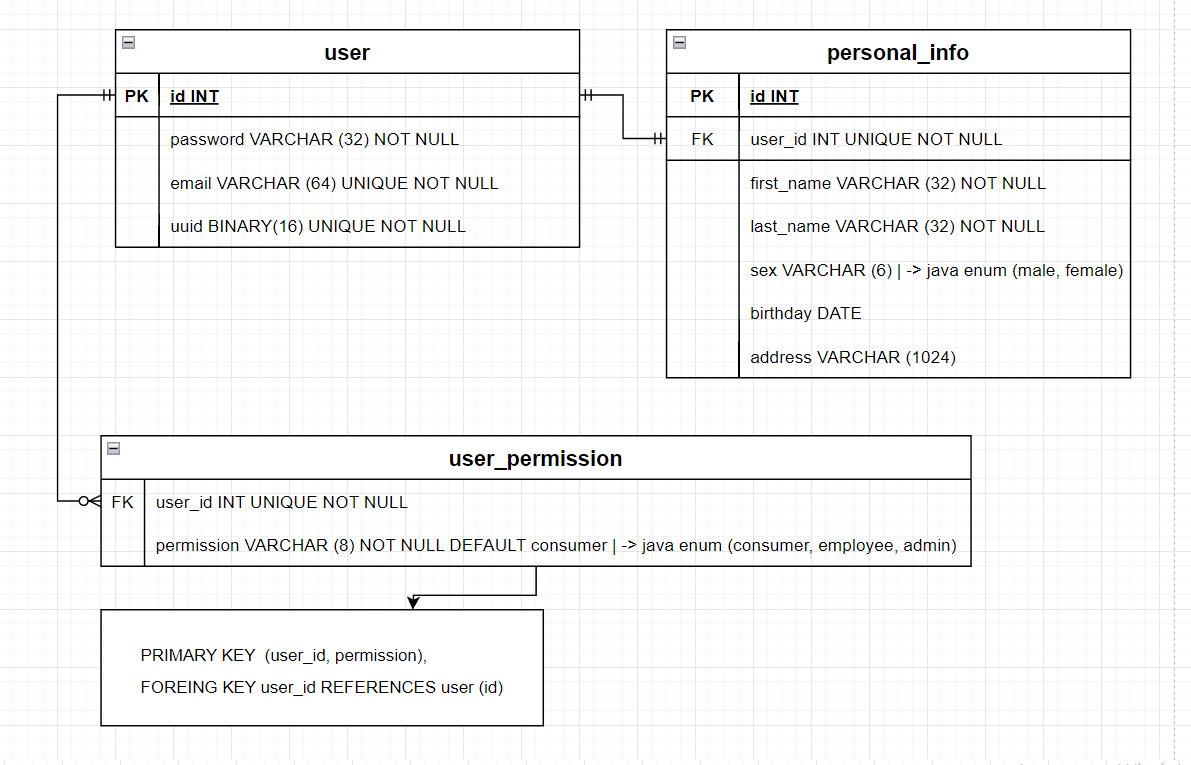 user
PK id INT
password VARCHAR (32) NOT NULL
email VARCHAR (64) UNIQUE NOT NULL
uuid BINARY(16) UNIQUE NOT NULL
personal_info
PK id INT
FK user_id INT UNIQUE NOT NULL
first_name VARCHAR (32) NOT NULL
last_name VARCHAR (32) NOT NULL
sex VARCHAR (6) | -> java enum (male, female)
birthday DATE
address VARCHAR (1024)
user_permission
FK user_id INT UNIQUE NOT NULL
permission VARCHAR (8) NOT NULL DEFAULT consumer | -> java enum (consumer, employee, admin)
PRIMARY KEY (user_id, permission),
FOREING KEY user_id REFERENCES user (id)